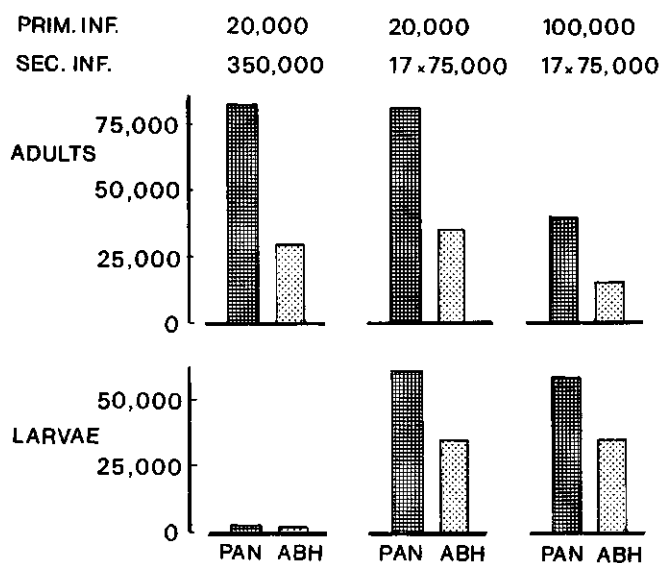 PRIM. INF. 20,000 20,000 100,000
SEC. INF. 350,000 17 x 75,000 17 x 75,000
75,000
ADULTS
50,000
25,000
0
50,000
LARVAE
25,000
0
PAN ABH PAN ABH PAN ABH